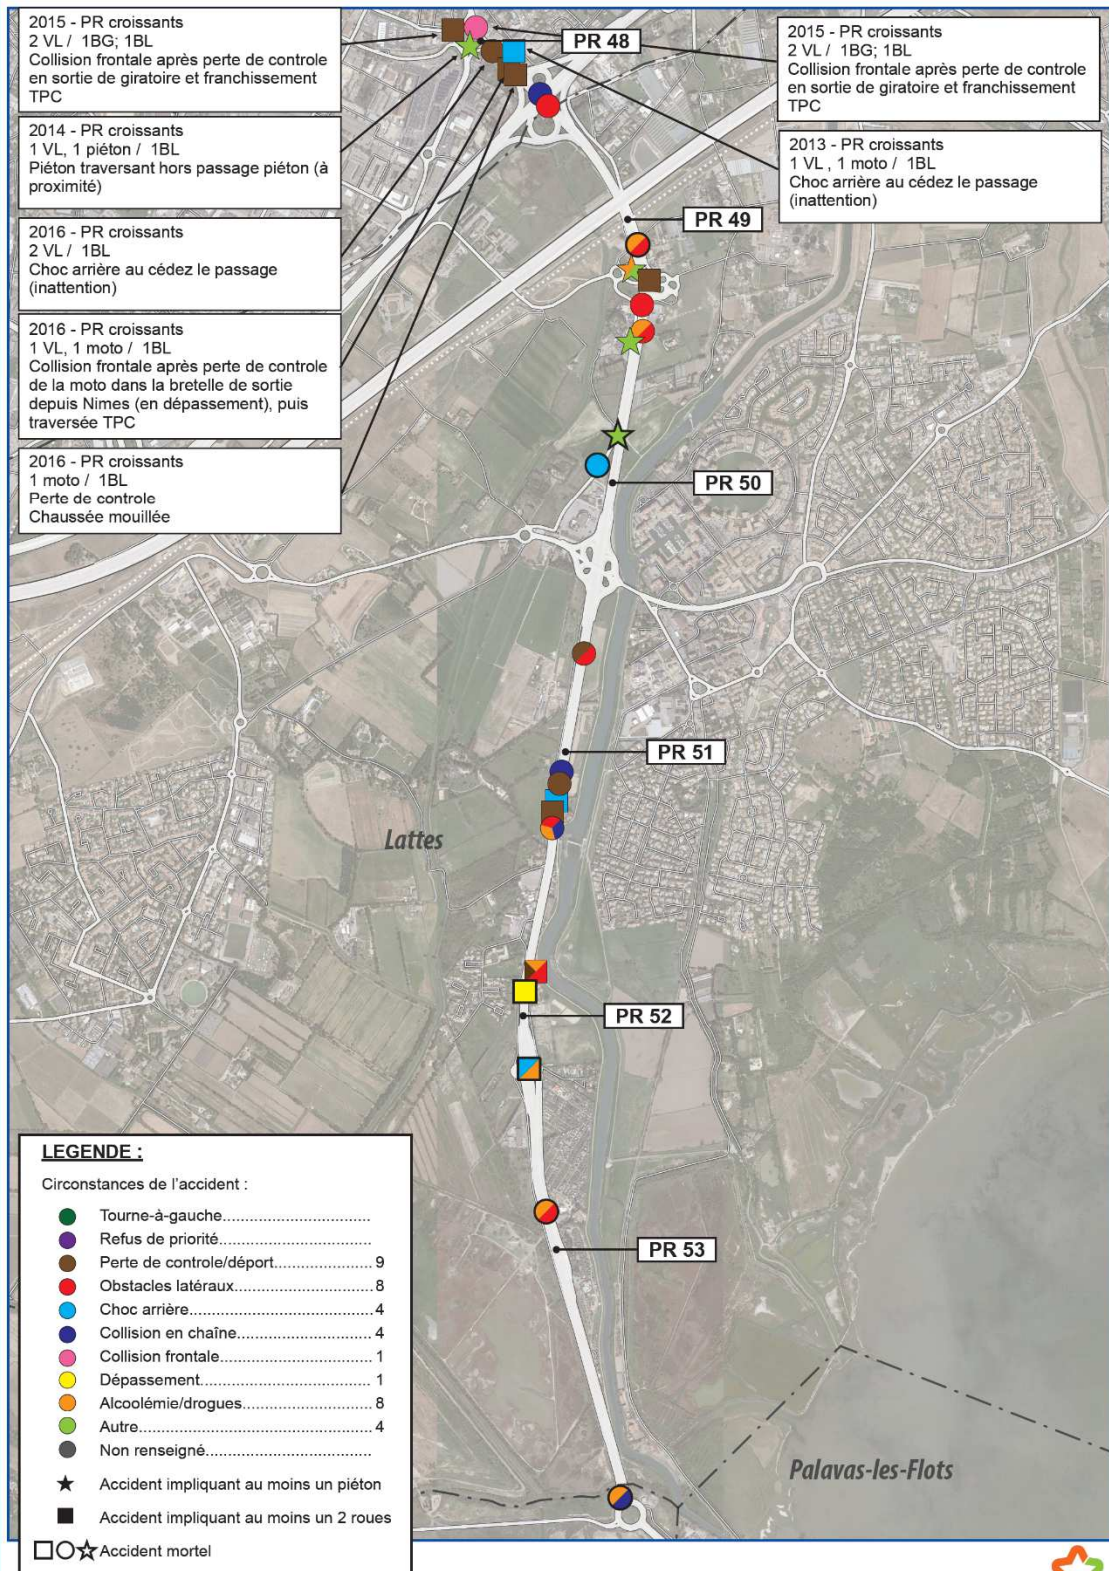 2015 - PR croissants
2 VL / 1BG; 1BL
Collision frontale après perte de controle
en sortie de giratoire et franchissement
TPC
2014 - PR croissants
1 VL, 1 piéton / 1BL
Piéton traversant hors passage piéton (à
proximité)
2016 - PR croissants
2 VL / 1BL
Choc arrière au cédez le passage
(inattention)
2016 - PR croissants
1 VL, 1 moto / 1BL
Collision frontale après perte de controle
de la moto dans la bretelle de sortie
depuis Nimes (en dépassement), puis
traversée TPC
2016 - PR croissants
1 moto / 1BL
Perte de controle
Chaussée mouillée
2015 - PR croissants
2 VL / 1BG; 1BL
Collision frontale après perte de controle
en sortie de giratoire et franchissement
TPC
2013 - PR croissants
1 VL , 1 moto / 1BL
Choc arrière au cédez le passage
(inattention)
PR 48
PR 49
PR 50
PR 51
Lattes
PR 52
PR 53
Palavas-les-Flots
LEGENDE :
Circonstances de l'accident :
Tourne-à-gauche..................................
Refus de priorité...................................
Perte de controle/déport.......................9
Obstacles latéraux................................8
Choc arrière..........................................4
Collision en chaîne...............................4
Collision frontale...................................1
Dépassement.......................................1
Alcoolémie/drogues..............................8
Autre.....................................................4
Non renseigné......................................
Accident impliquant au moins un piéton
Accident impliquant au moins un 2 roues
Accident mortel